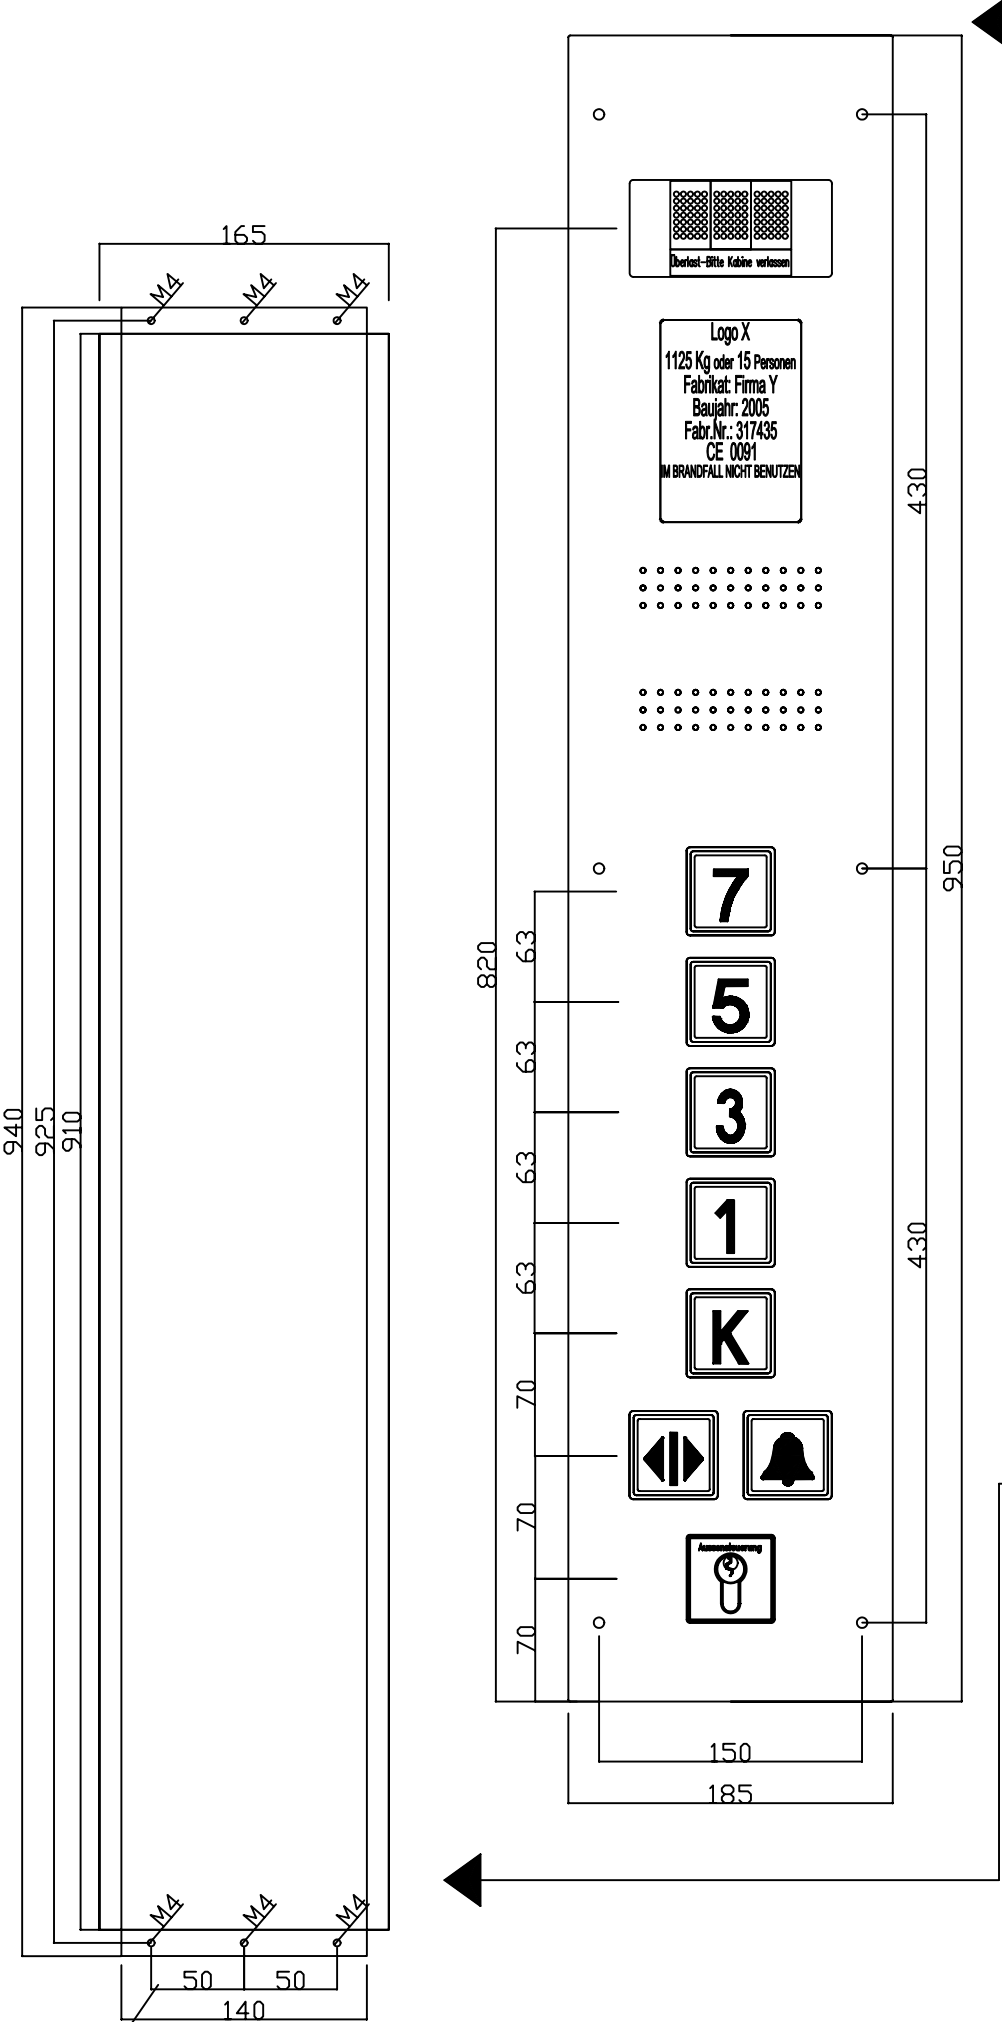 165
M4
M4
M4
940
925
910
M4
M4
M4
50
50
140
Überlast-Bitte Kabine verlassen
Logo X
1125 Kg oder 15 Personen
Fabrikat: Firma Y
Baujahr: 2005
Fabr.Nr.: 317435
CE 0091
IM BRANDFALL NICHT BENUTZEN
430
950
820
63
63
63
63
70
70
70
7
5
3
1
K
430
Aussensteuerung
150
185